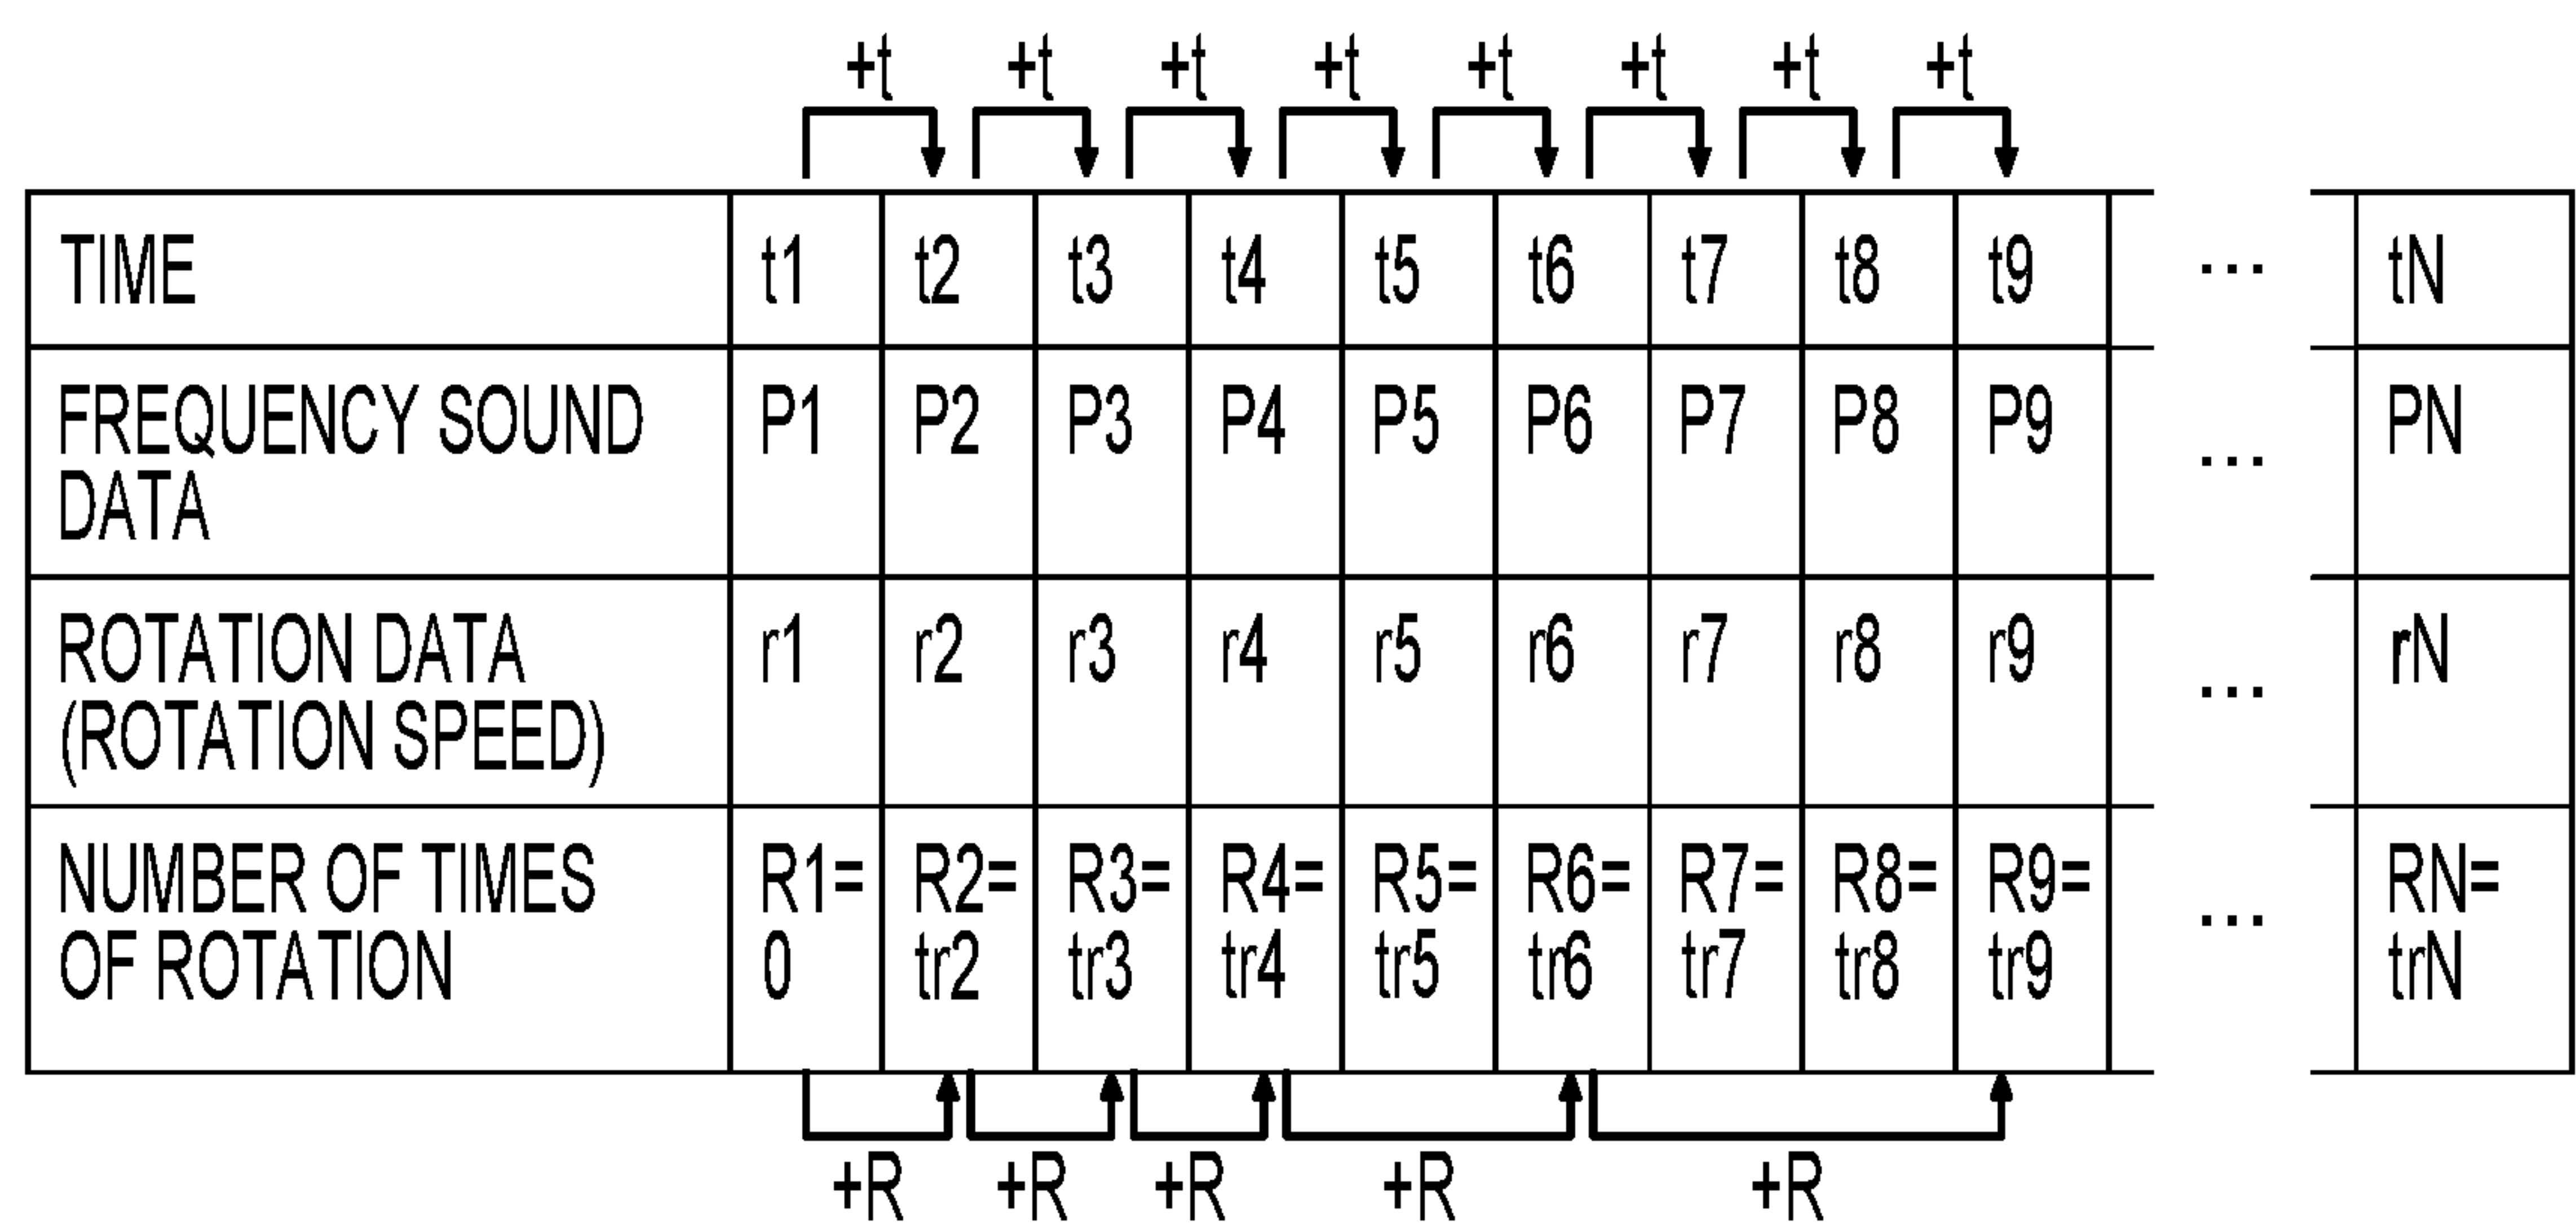 +t +t +t +t +t +t +t +t
TIME t1 t2 t3 t4 t5 t6 t7 t8 t9 ... tN
FREQUENCY SOUND P1 P2 P3 P4 P5 P6 P7 P8 P9 ... PN
DATA
ROTATION DATA r1 r2 r3 r4 r5 r6 r7 r8 r9 ... rN
(ROTATION SPEED)
NUMBER OF TIMES R1= R2= R3= R4= R5= R6= R7= R8= R9= ... RN=
OF ROTATION 0 tr2 tr3 tr4 tr5 tr6 tr7 tr8 tr9 trN
+R +R +R +R +R